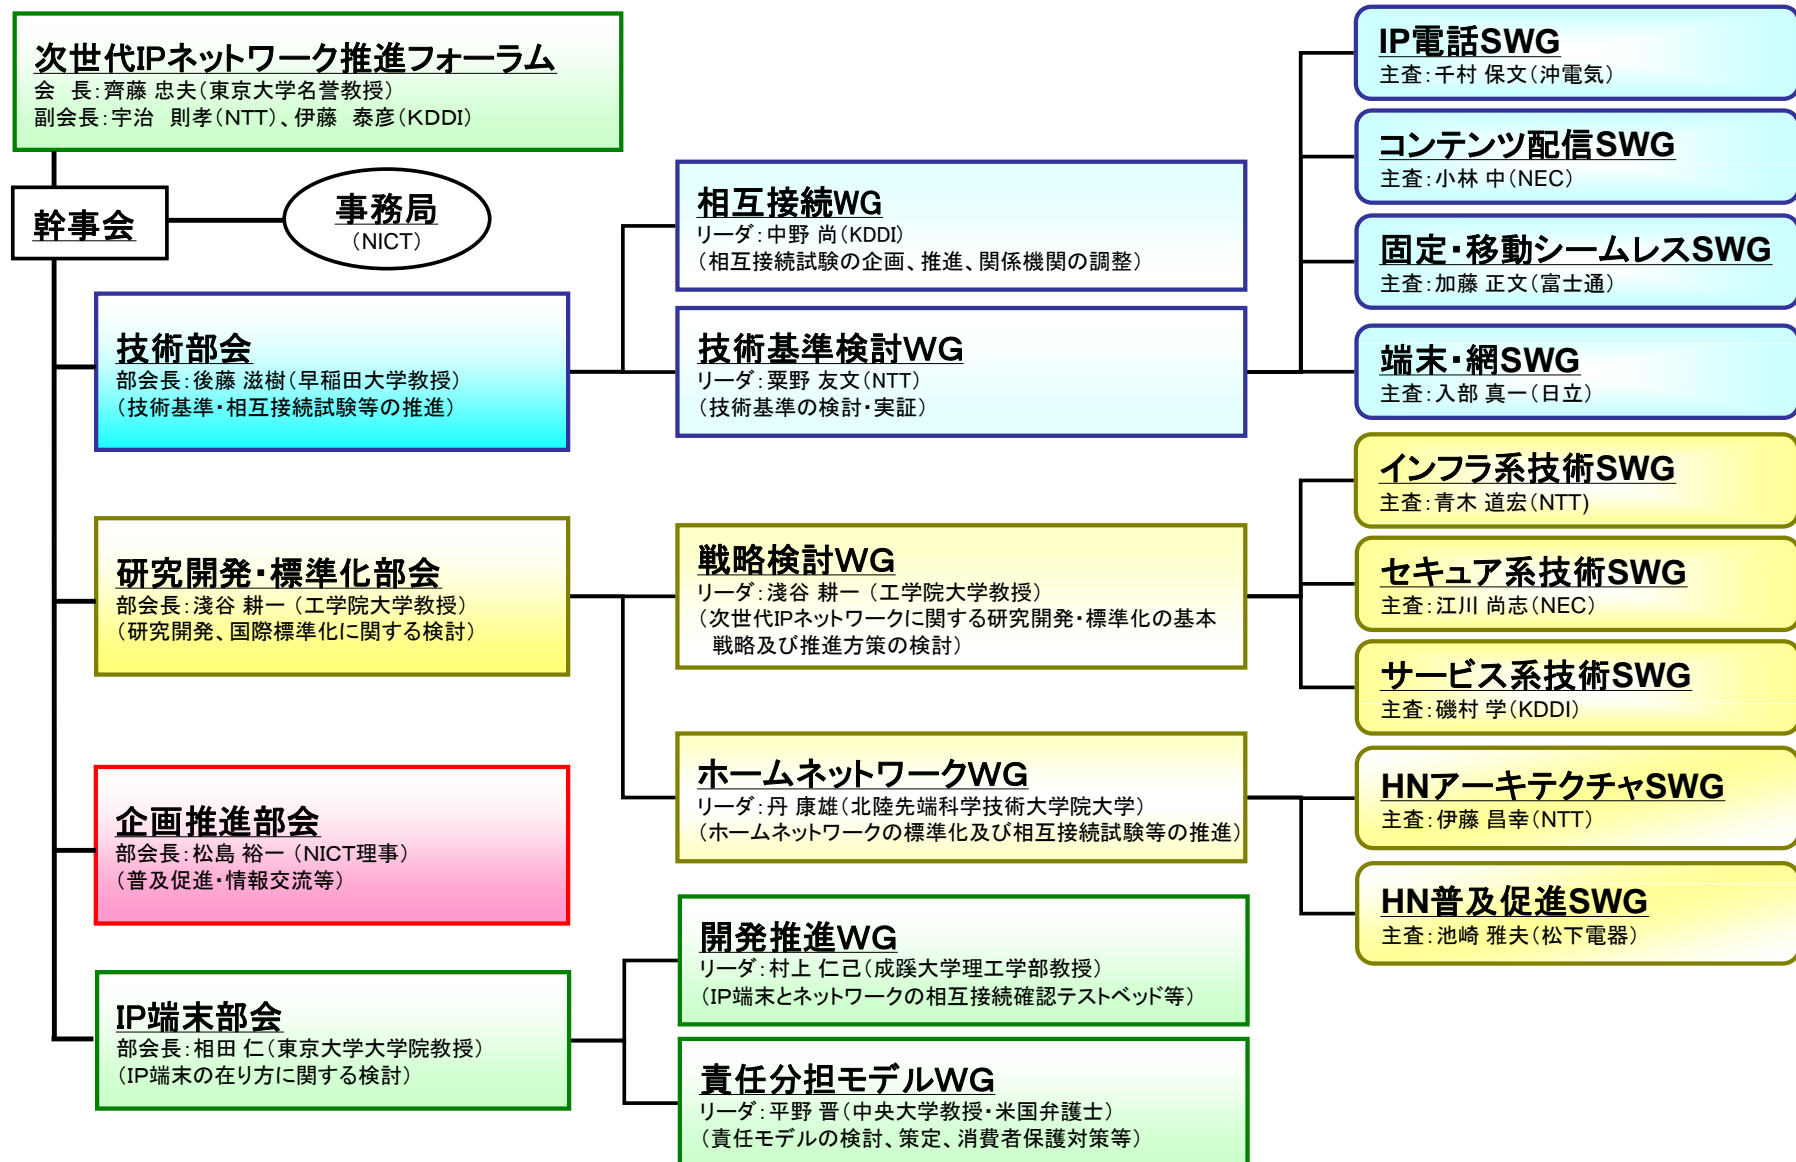 次世代IPネットワーク推進フォーラム
会　長：齊藤 忠夫（東京大学名誉教授）
副会長：宇治　則孝（NTT）、伊藤　泰彦（KDDI）
幹事会
事務局
（NICT）
技術部会
部会長：後藤 滋樹（早稲田大学教授）
（技術基準・相互接続試験等の推進）
相互接続WG
リーダ：中野 尚（KDDI）
（相互接続試験の企画、推進、関係機関の調整）
技術基準検討WG
リーダ：粟野 友文（NTT）
（技術基準の検討・実証）
IP電話SWG
主査：千村 保文（沖電気）
コンテンツ配信SWG
主査：小林 中（NEC）
固定・移動シームレスSWG
主査：加藤 正文（富士通）
端末・網SWG
主査：入部 真一（日立）
研究開発・標準化部会
部会長：淺谷 耕一 （工学院大学教授）
（研究開発、国際標準化に関する検討）
戦略検討WG
リーダ：淺谷 耕一 （工学院大学教授）
（次世代IPネットワークに関する研究開発・標準化の基本
戦略及び推進方策の検討）
インフラ系技術SWG
主査：青木 道宏（NTT）
セキュア系技術SWG
主査：江川 尚志（NEC）
サービス系技術SWG
主査：磯村 学（KDDI）
ホームネットワークWG
リーダ：丹 康雄（北陸先端科学技術大学院大学）
（ホームネットワークの標準化及び相互接続試験等の推進）
HNアーキテクチャSWG
主査：伊藤 昌幸（NTT）
HN普及促進SWG
主査：池崎 雅夫（松下電器）
企画推進部会
部会長：松島 裕一 （NICT理事）
（普及促進・情報交流等）
IP端末部会
部会長：相田 仁（東京大学大学院教授）
（IP端末の在り方に関する検討）
開発推進WG
リーダ：村上 仁己（成蹊大学理工学部教授）
（IP端末とネットワークの相互接続確認テストベッド等）
責任分担モデルWG
リーダ：平野 晋（中央大学教授・米国弁護士）
（責任モデルの検討、策定、消費者保護対策等）